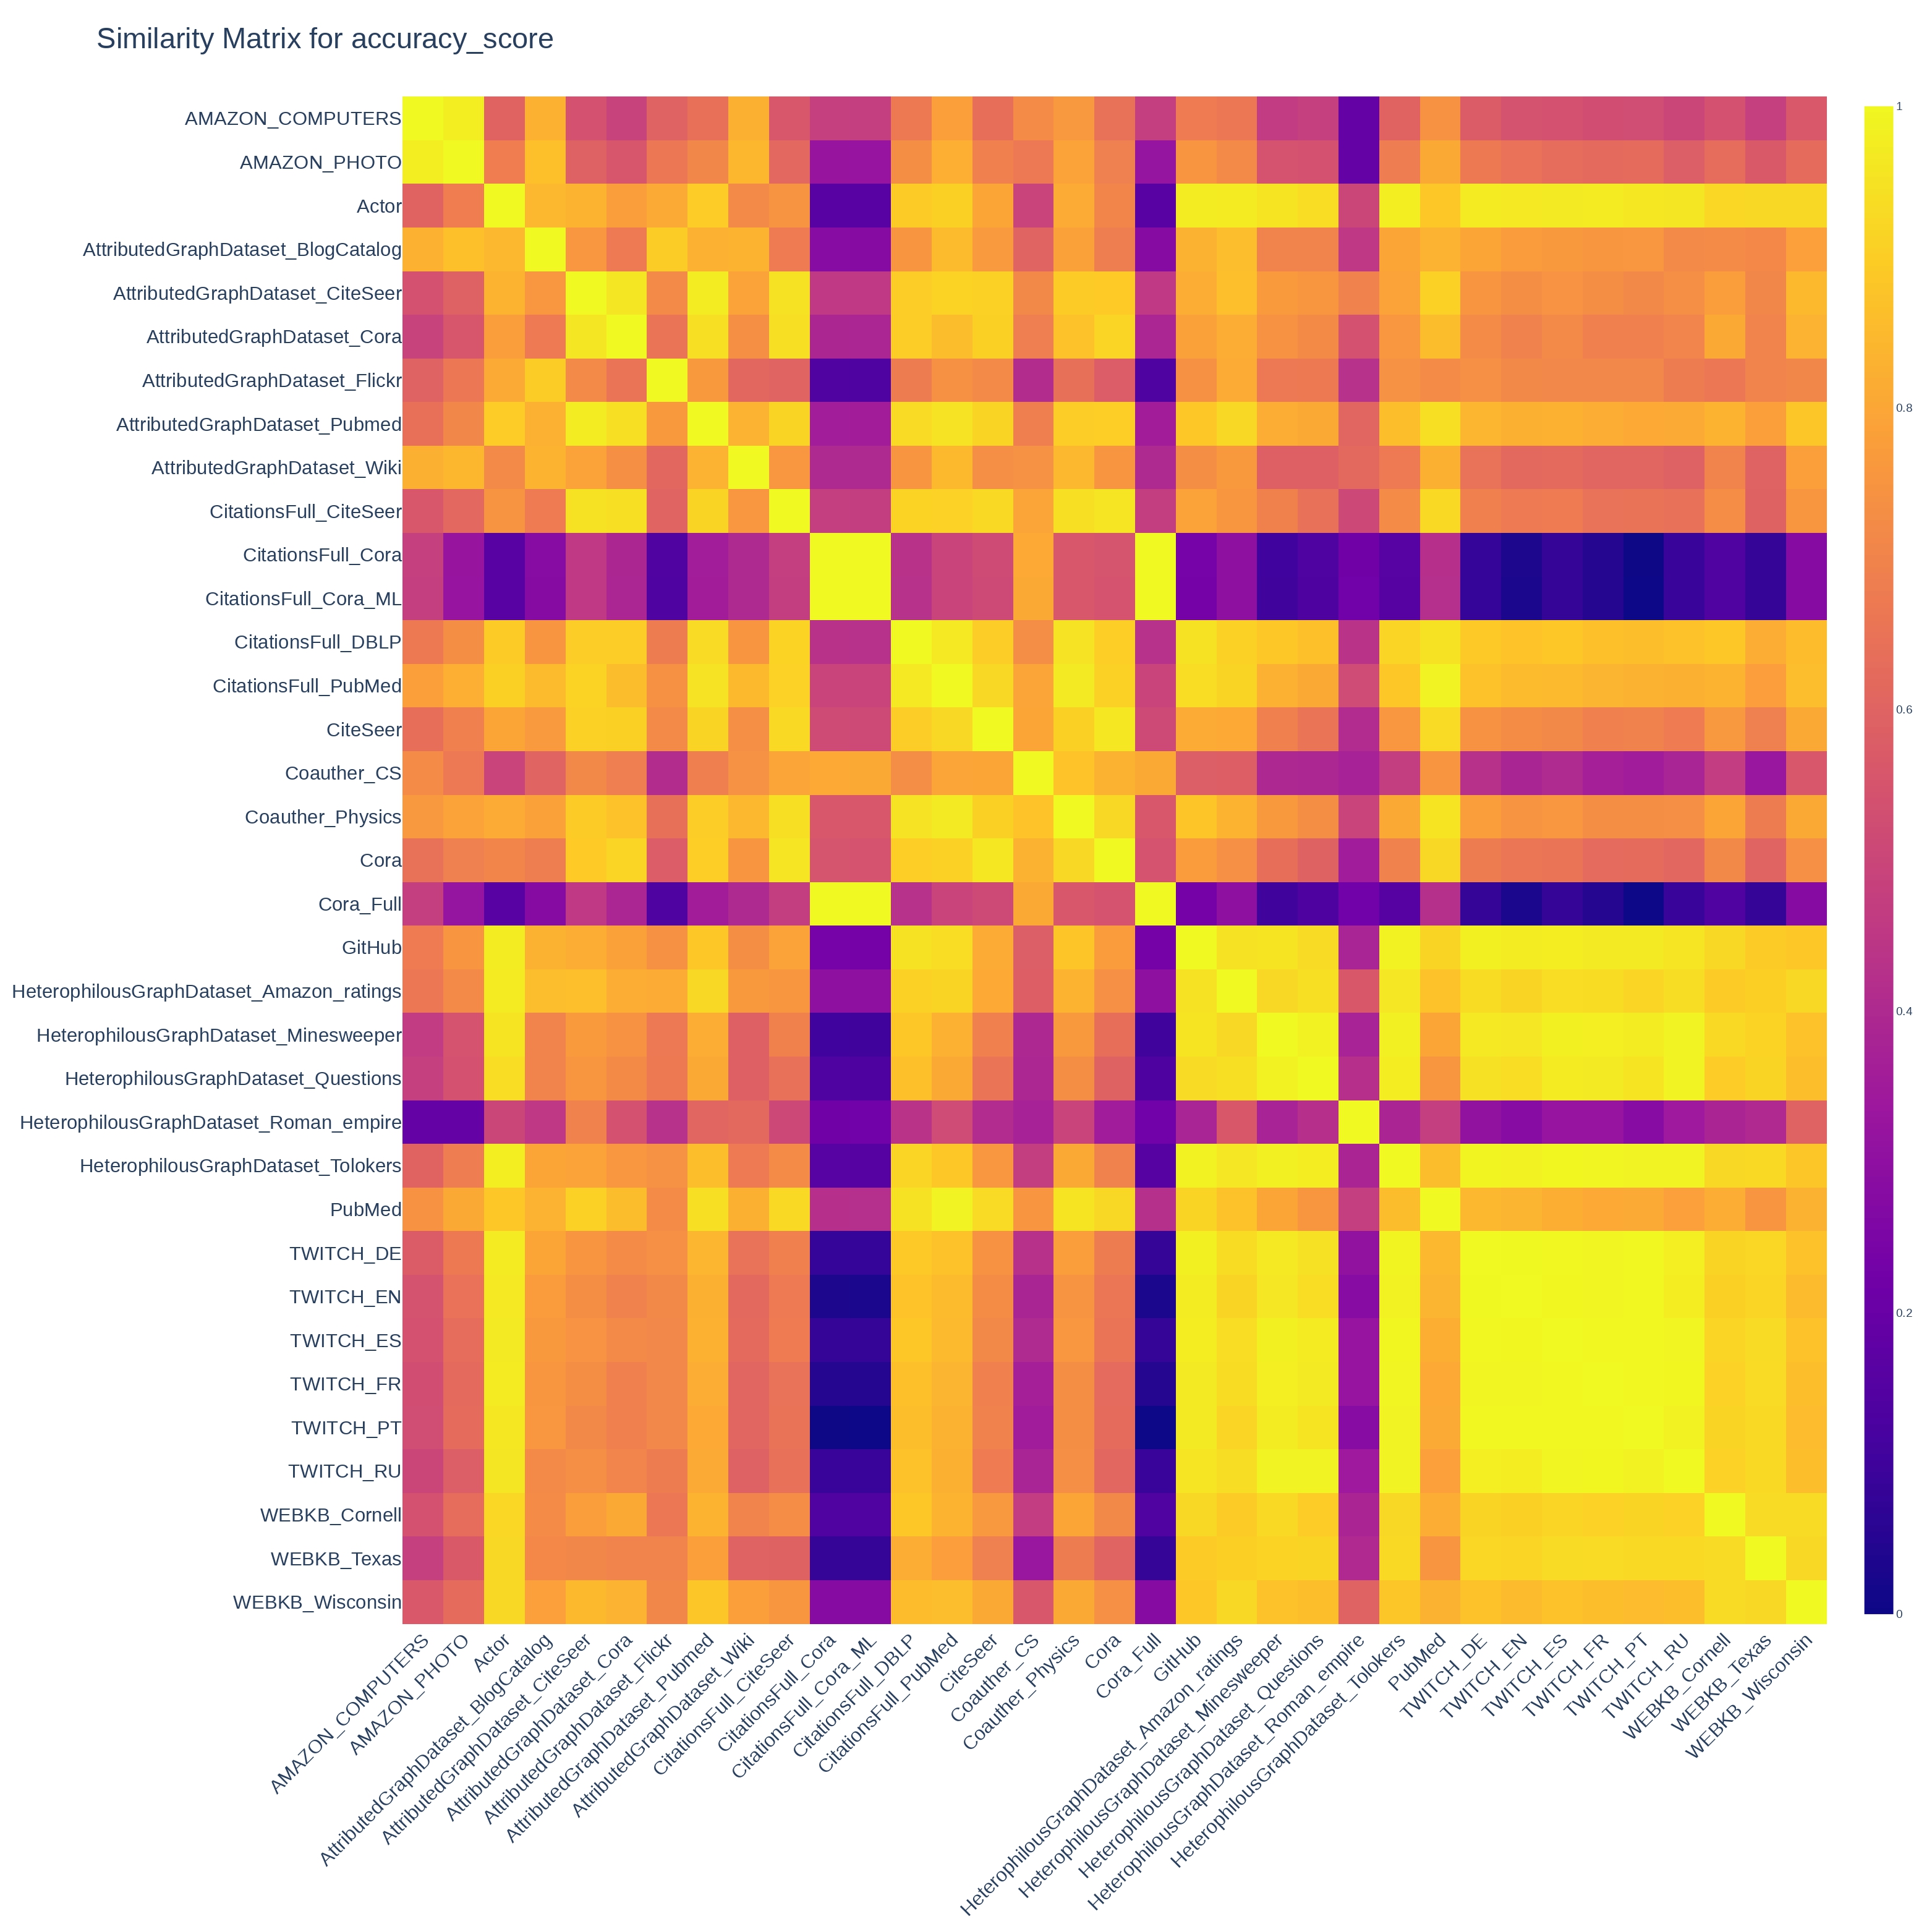 Similarity Matrix for accuracy_score
AMAZON_COMPUTERS
AMAZON_PHOTO
Actor
AttributedGraphDataset_BlogCatalog
AttributedGraphDataset_CiteSeer
AttributedGraphDataset_Cora
AttributedGraphDataset_Flickr
AttributedGraphDataset_Pubmed
AttributedGraphDataset_Wiki
CitationsFull_CiteSeer
CitationsFull_Cora
CitationsFull_Cora_ML
CitationsFull_DBLP
CitationsFull_PubMed
CiteSeer
Coauther_CS
Coauther_Physics
Cora
Cora_Full
GitHub
HeterophilousGraphDataset_Amazon_ratings
HeterophilousGraphDataset_Minesweeper
HeterophilousGraphDataset_Questions
HeterophilousGraphDataset_Roman_empire
HeterophilousGraphDataset_Tolokers
PubMed
TWITCH_DE
TWITCH_EN
TWITCH_ES
TWITCH_FR
TWITCH_PT
TWITCH_RU
WEBKB_Cornell
WEBKB_Texas
WEBKB_Wisconsin
AMAZON_COMPUTERS
AMAZON_PHOTO
Actor
AttributedGraphDataset_BlogCatalog
AttributedGraphDataset_CiteSeer
AttributedGraphDataset_Cora
AttributedGraphDataset_Flickr
AttributedGraphDataset_Pubmed
AttributedGraphDataset_Wiki
CitationsFull_CiteSeer
CitationsFull_Cora
CitationsFull_Cora_ML
CitationsFull_DBLP
CitationsFull_PubMed
CiteSeer
Coauther_CS
Coauther_Physics
Cora
Cora_Full
GitHub
HeterophilousGraphDataset_Amazon_ratings
HeterophilousGraphDataset_Minesweeper
HeterophilousGraphDataset_Questions
HeterophilousGraphDataset_Roman_empire
HeterophilousGraphDataset_Tolokers
PubMed
TWITCH_DE
TWITCH_EN
TWITCH_ES
TWITCH_FR
TWITCH_PT
TWITCH_RU
WEBKB_Cornell
WEBKB_Texas
WEBKB_Wisconsin
1
0.8
0.6
0.4
0.2
0